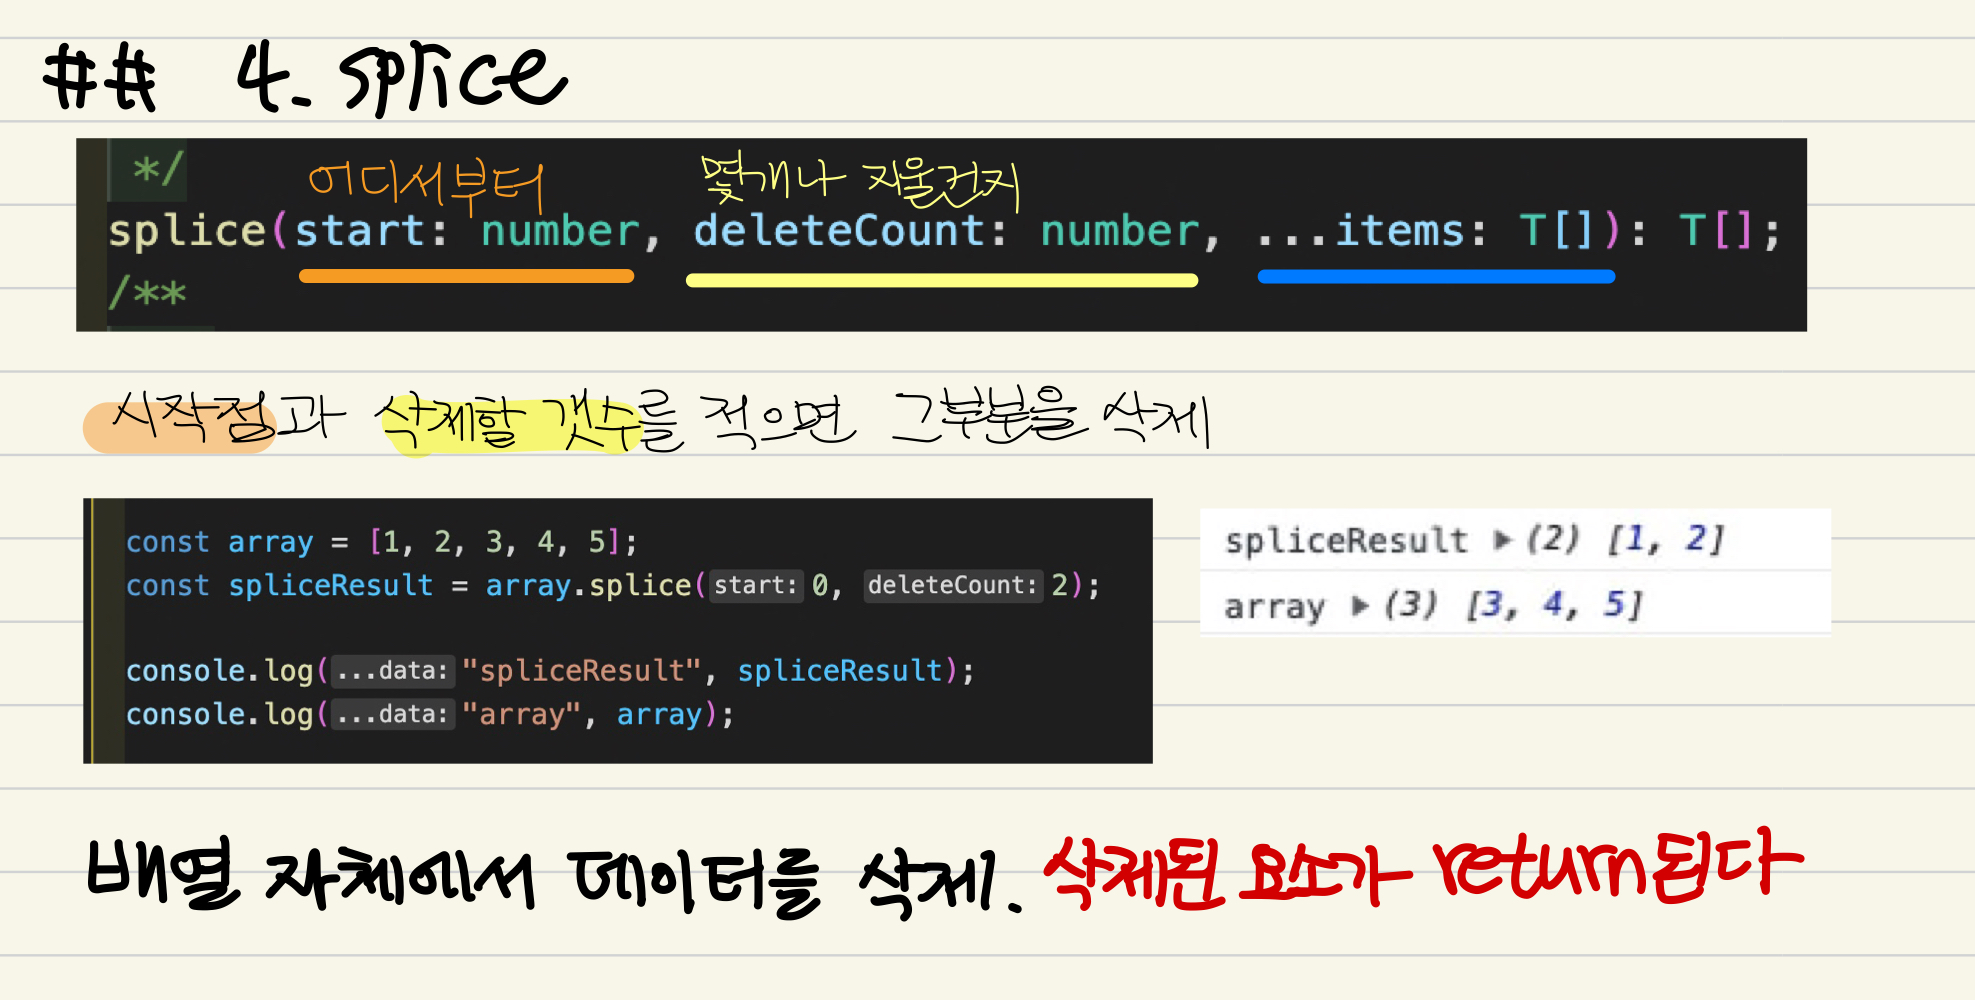 ## 4. splice
*/
어디서부터 몇개나 지울건지
splice(start: number, deleteCount: number, ...items: T[]): T[];
/**
시작점과 삭제할 갯수를 적으면 그부분을 삭제
const array = [1, 2, 3, 4, 5];
const spliceResult = array.splice(start: 0, deleteCount: 2);
console.log(...data: "spliceResult", spliceResult);
console.log(...data: "array", array);
spliceResult ▶ (2) [1, 2]
array ▶ (3) [3, 4, 5]
배열 자체에서 데이터를 삭제. 삭제된 요소가 return된다